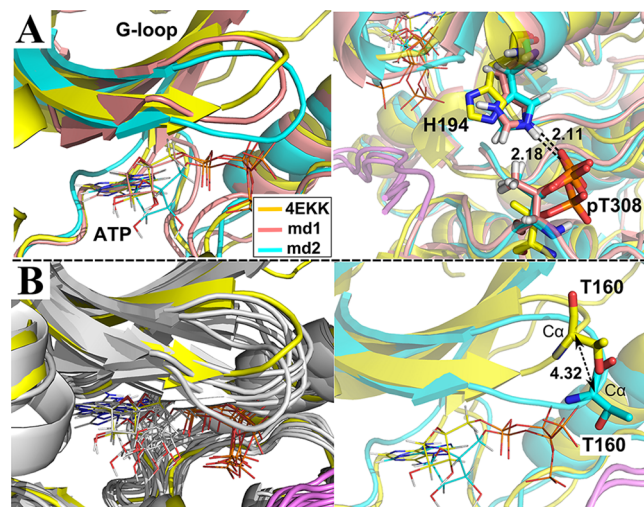 A
G-loop
ATP
4EKK
md1
md2
H194
2.11
2.18
pT308
B
T160
Cα
4.32
Cα
T160